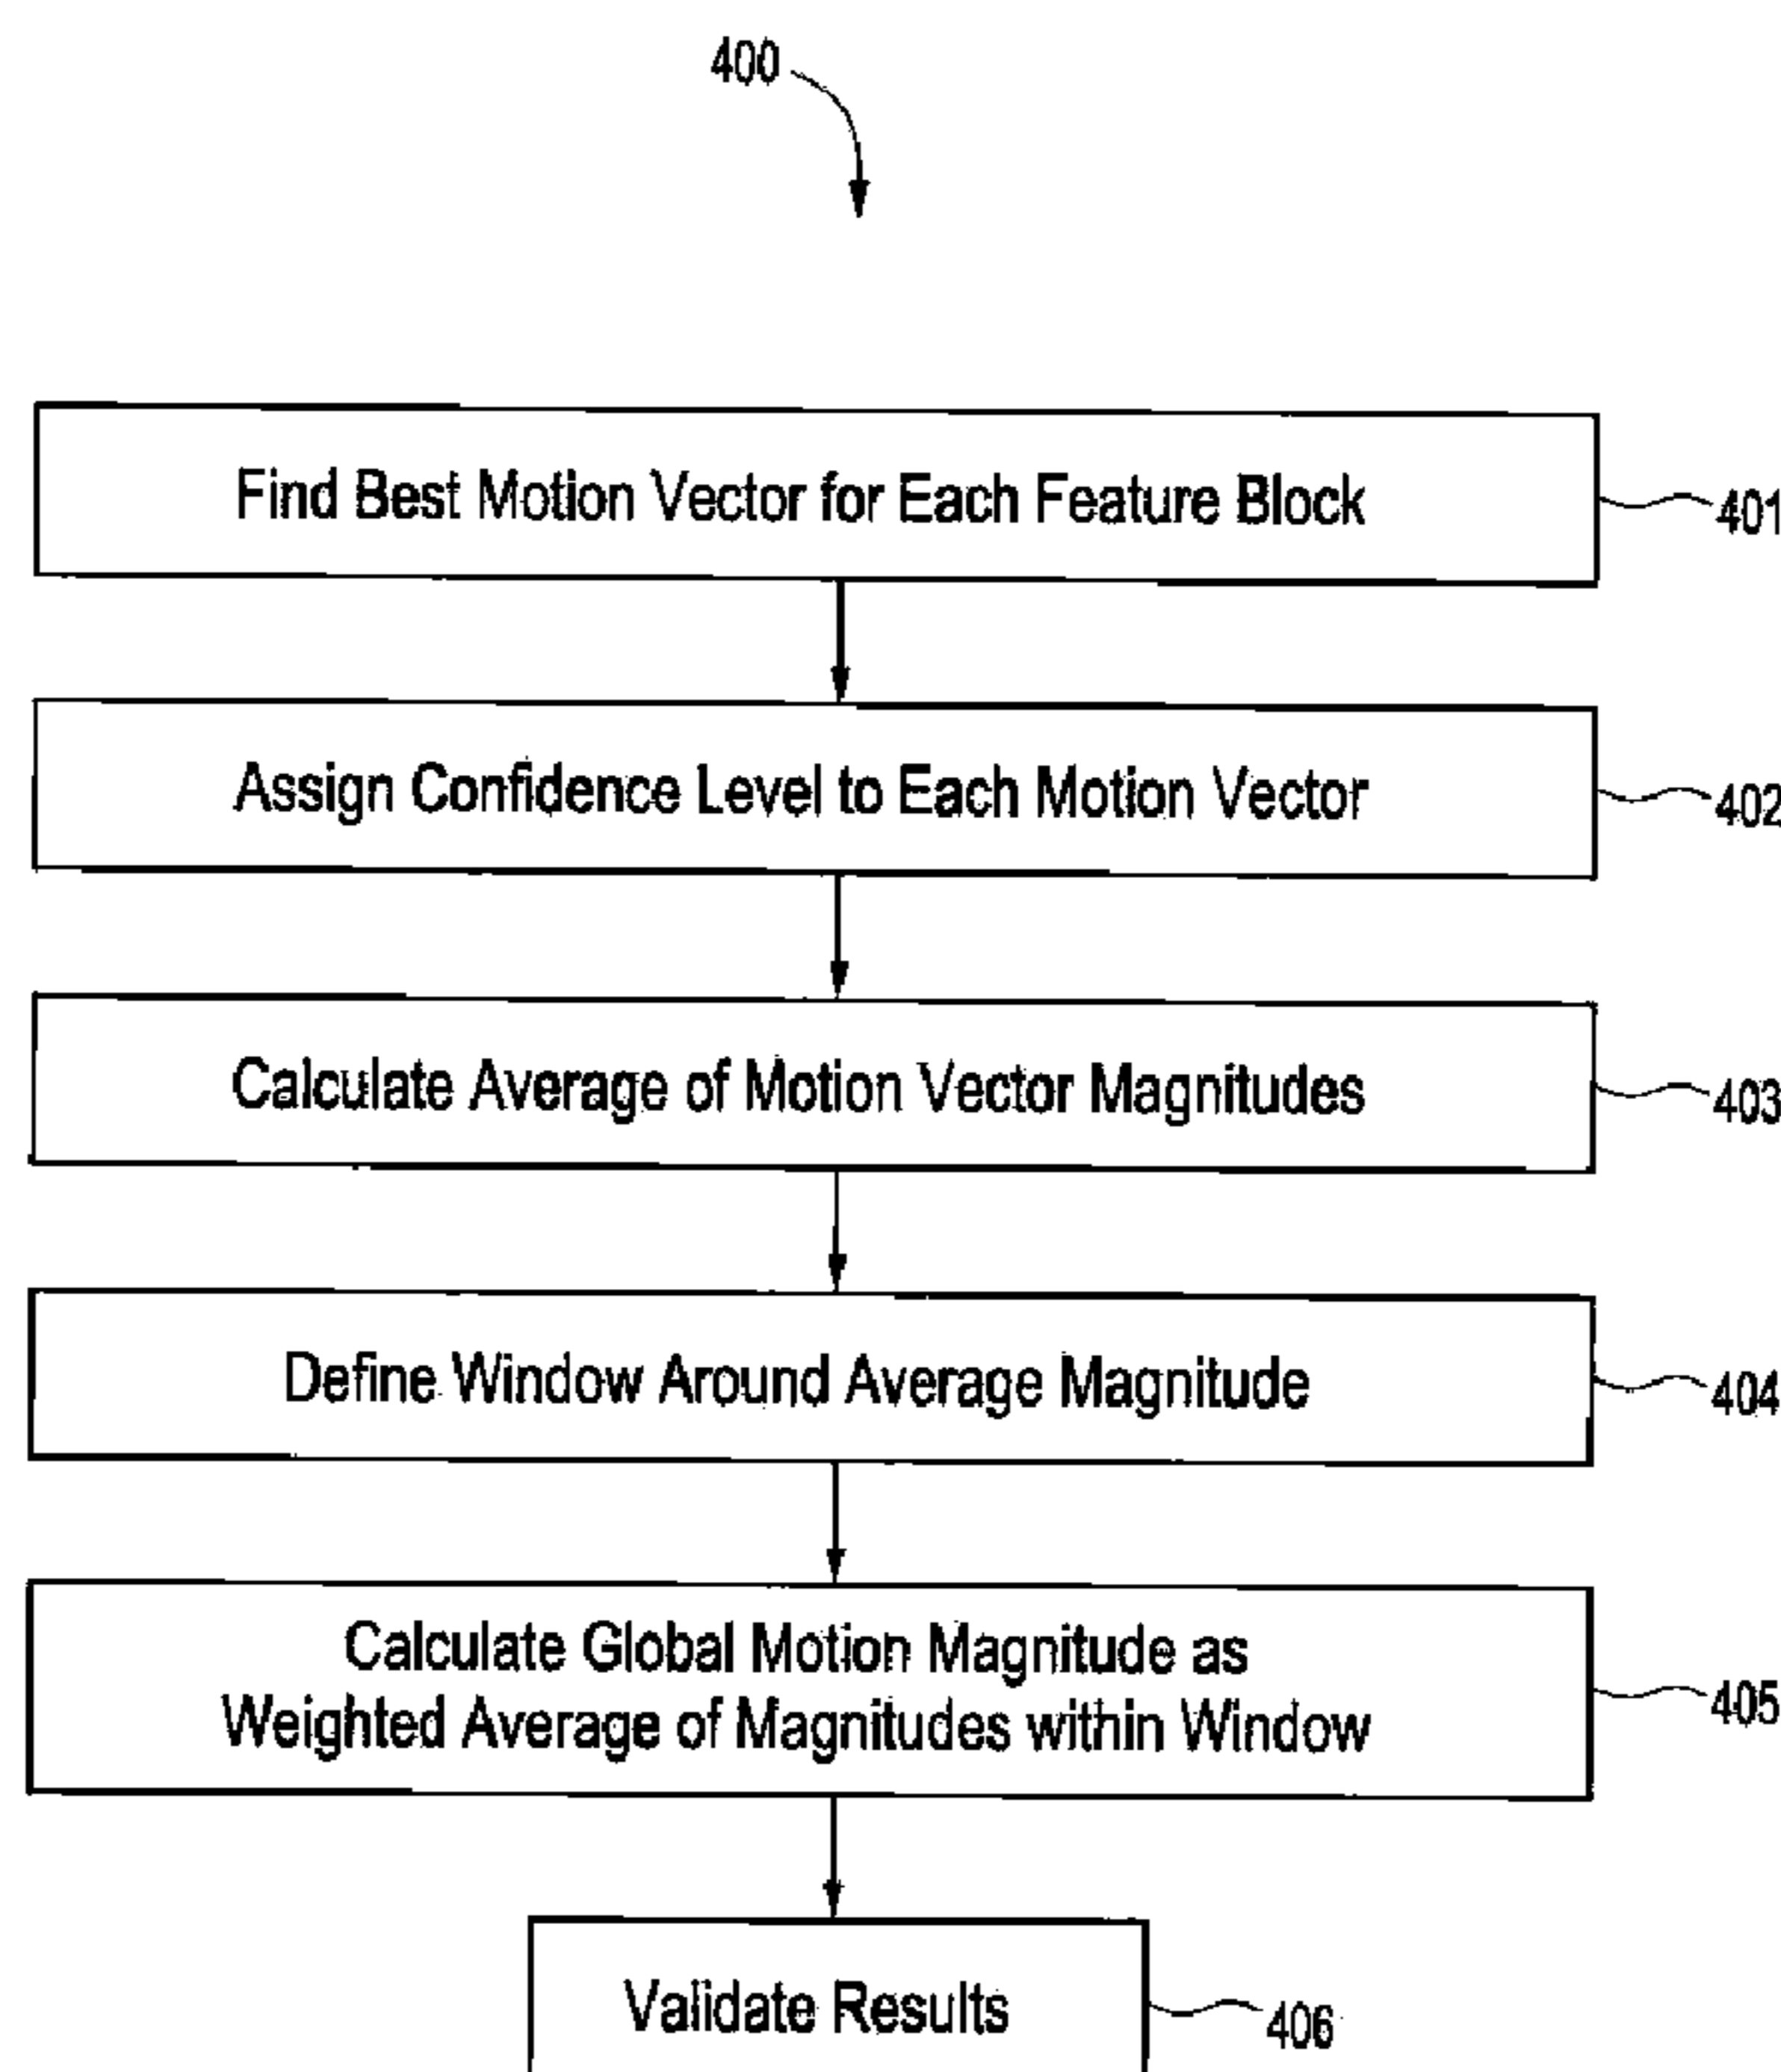 400
Find Best Motion Vector for Each Feature Block
401
Assign Confidence Level to Each Motion Vector
402
Calculate Average of Motion Vector Magnitudes
403
Define Window Around Average Magnitude
404
Calculate Global Motion Magnitude as
Weighted Average of Magnitudes within Window
405
Validate Results
406